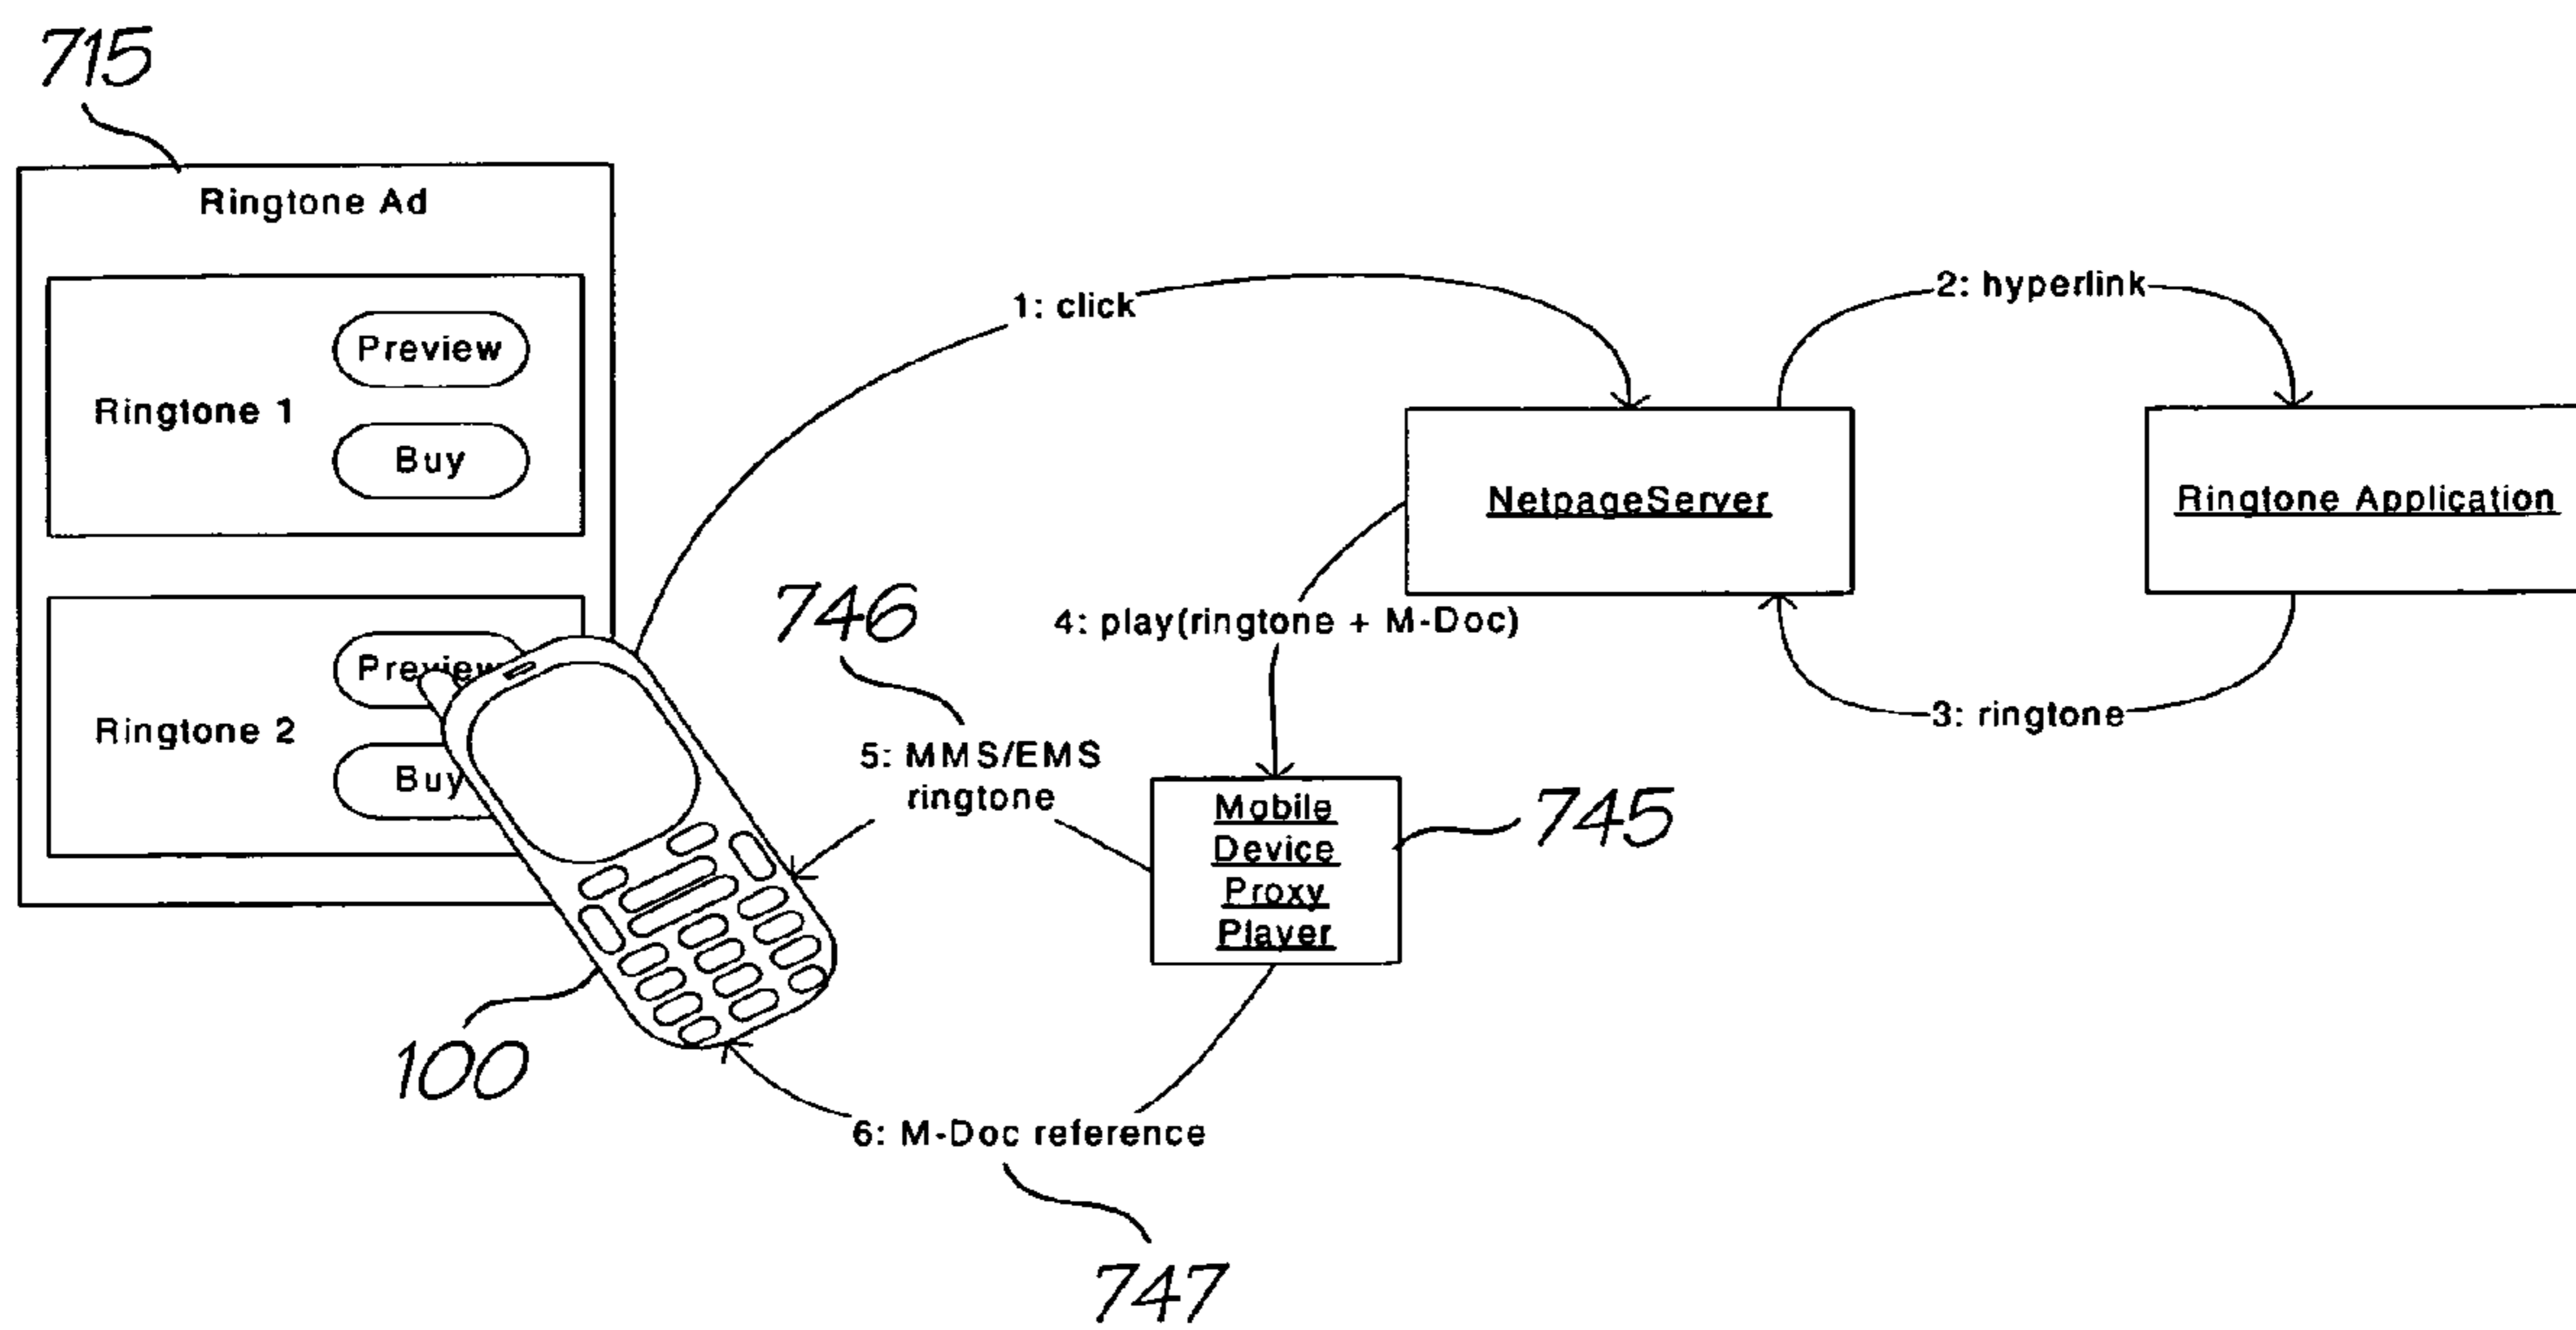 715
Ringtone Ad
Ringtone 1
Preview
Buy
Ringtone 2
Preview
Buy
100
1: click
2: hyperlink
NetpageServer
Ringtone Application
3: ringtone
4: play(ringtone + M-Doc)
746
5: MMS/EMS
ringtone
Mobile
Device
Proxy
Player
745
6: M-Doc reference
747